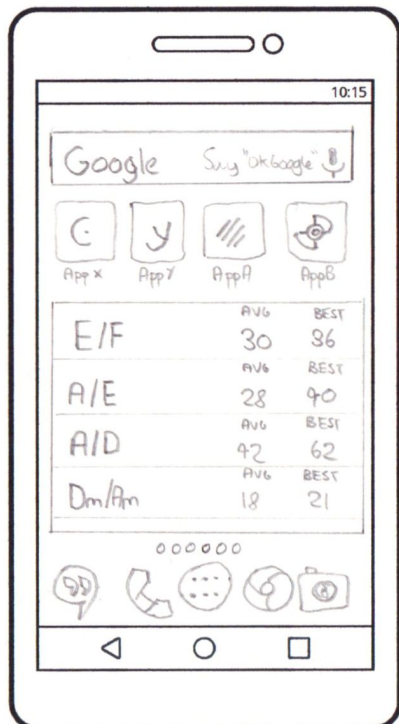 10:15
Google Say "Ok Google"
App X App Y App A App B
AVG BEST
E/F 30 36
AVG BEST
A/E 28 40
AVG BEST
A/D 42 62
AVG BEST
Dm/Am 18 21